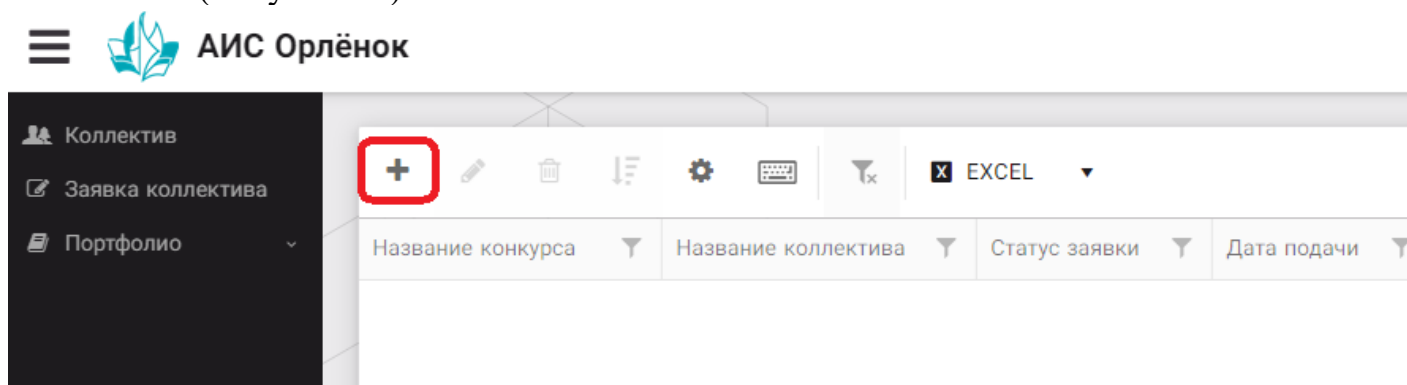 АИС Орлёнок
Коллектив
Заявка коллектива
Портфолио
X EXCEL
Название конкурса Название коллектива Статус заявки Дата подачи